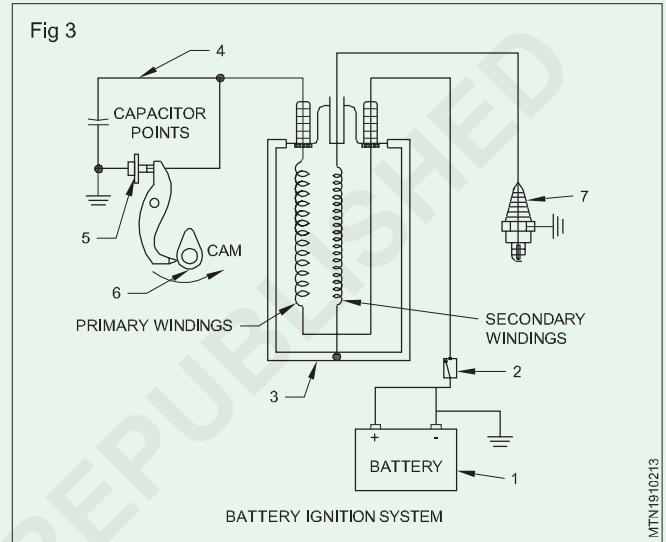 Fig 3
4
CAPACITOR
POINTS
5
6
CAM
7
PRIMARY WINDINGS
SECONDARY
WINDINGS
3
2
+
-
BATTERY
1
BATTERY IGNITION SYSTEM
MTN1910213
REPUBLISHED